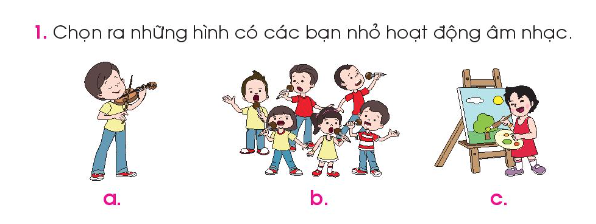 1. Chọn ra những hình có các bạn nhỏ hoạt động âm nhạc.
a. b. c.